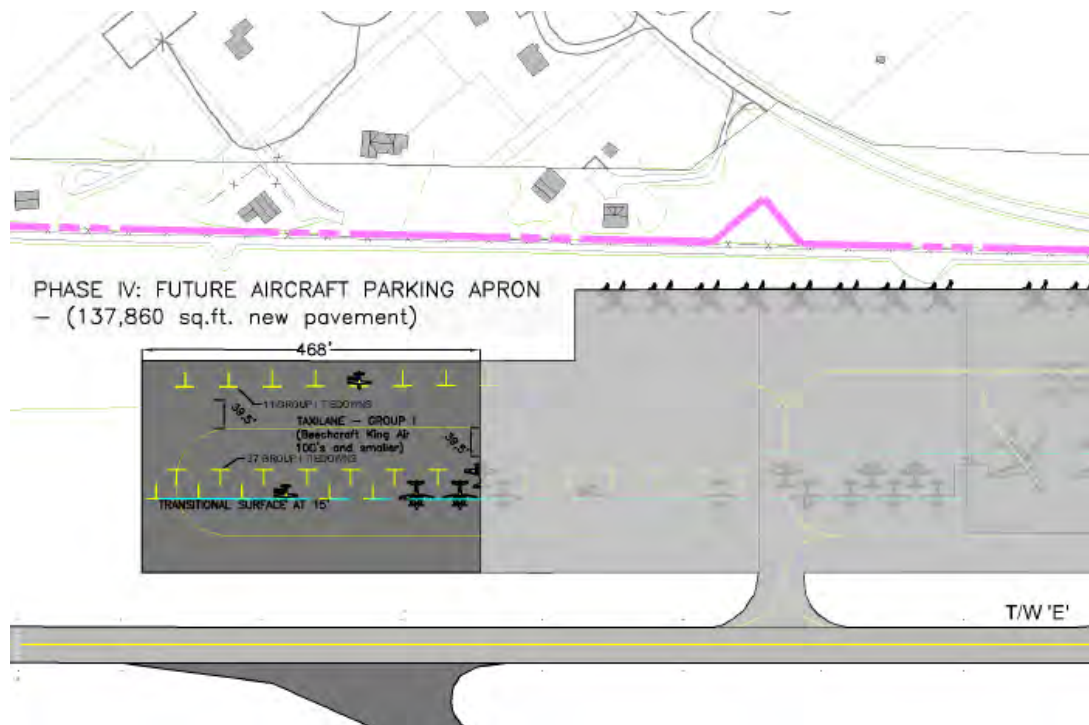 PHASE IV: FUTURE AIRCRAFT PARKING APRON
– (137,860 sq.ft. new pavement)
468'
11 GROUP I TIEDOWNS
39.5'
TAXILANE – GROUP I
(Beechcraft King Air
100's and smaller)
39.5'
37 GROUP I TIEDOWNS
TRANSITIONAL SURFACE AT 15'
T/W 'E'